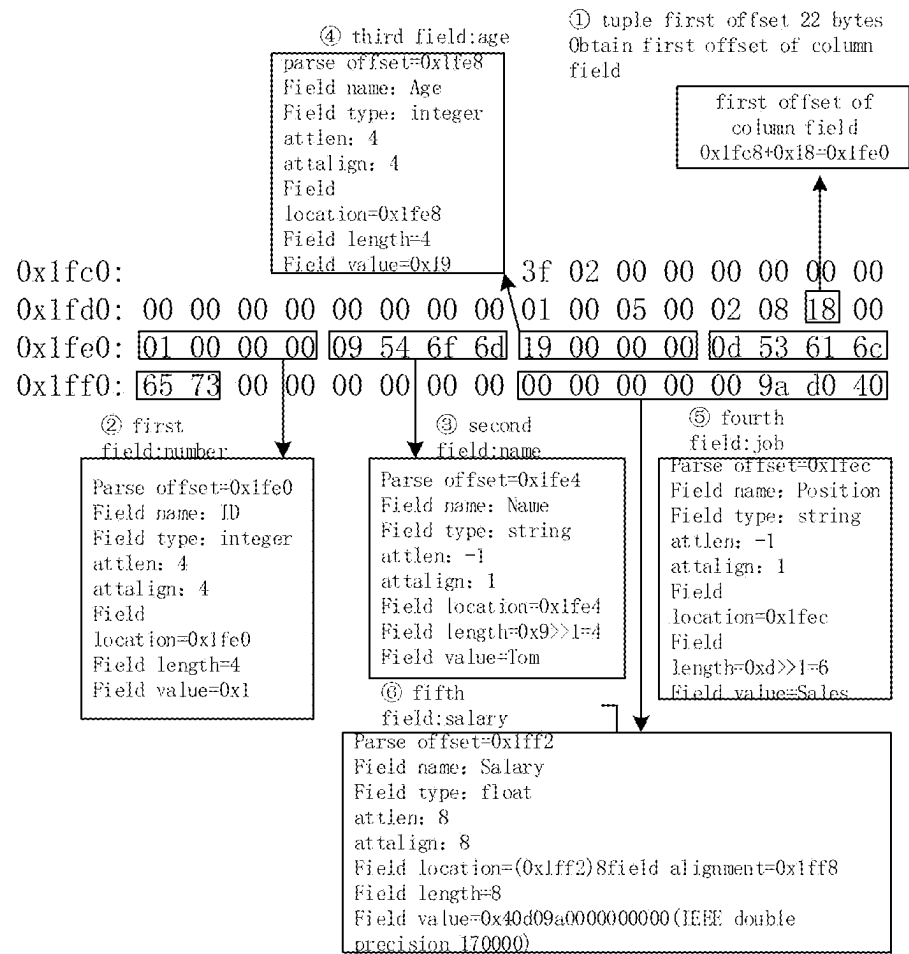 ① tuple first offset 22 bytes
Obtain first offset of column
field
first offset of
column field
0x1fc8+0x18=0x1fe0
④ third field:age
parse offset=0x1fe8
Field name: Age
Field type: integer
attlen: 4
attalign: 4
Field
location=0x1fe8
Field length=4
Field value=0x19
0x1fc0: 3f 02 00 00 00 00 00 00
0x1fd0: 00 00 00 00 00 00 00 00 01 00 05 00 02 08 18 00
0x1fe0: 01 00 00 00 09 54 6f 6d 19 00 00 00 0d 53 61 6c
0x1ff0: 65 73 00 00 00 00 00 00 00 00 00 00 00 9a d0 40
② first
field:number
Parse offset=0x1fe0
Field name: ID
Field type: integer
attlen: 4
attalign: 4
Field
location=0x1fe0
Field length=4
Field value=0x1
③ second
field:name
Parse offset=0x1fe4
Field name: Name
Field type: string
attlen: -1
attalign: 1
Field location=0x1fe4
Field length=0x9>>1=4
Field value=Tom
⑤ fourth
field:job
Parse offset=0x1fec
Field name: Position
Field type: string
attlen: -1
attalign: 1
Field
location=0x1fec
Field
length=0xd>>1=6
Field value=Sales
⑥ fifth
field:salary
Parse offset=0x1ff2
Field name: Salary
Field type: float
attlen: 8
attalign: 8
Field location=(0x1ff2)8field alignment=0x1ff8
Field length=8
Field value=0x40d09a0000000000(IEEE double
precision 170000)